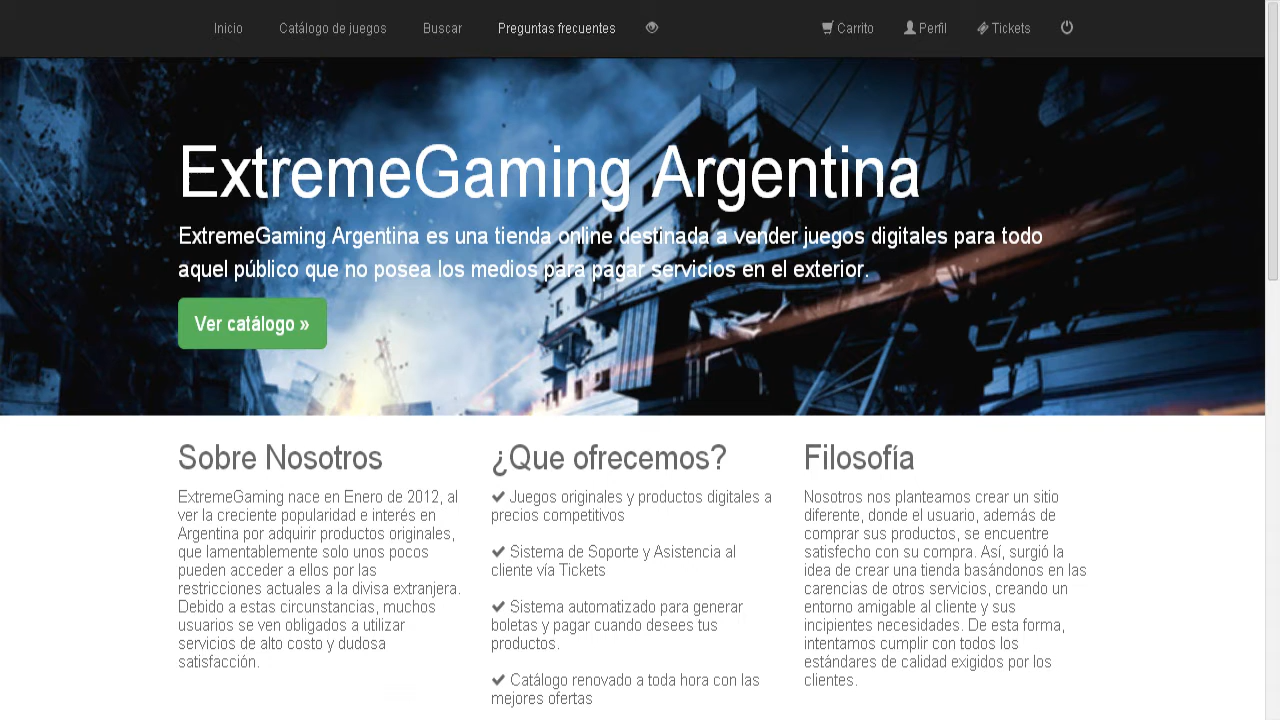 Inicio Catálogo de juegos Buscar Preguntas frecuentes Carrito Perfil Tickets
ExtremeGaming Argentina
ExtremeGaming Argentina es una tienda online destinada a vender juegos digitales para todo
aquel público que no posea los medios para pagar servicios en el exterior.
Ver catálogo »
Sobre Nosotros
ExtremeGaming nace en Enero de 2012, al
ver la creciente popularidad e interés en
Argentina por adquirir productos originales,
que lamentablemente solo unos pocos
pueden acceder a ellos por las
restricciones actuales a la divisa extranjera.
Debido a estas circunstancias, muchos
usuarios se ven obligados a utilizar
servicios de alto costo y dudosa
satisfacción.
¿Que ofrecemos?
✔ Juegos originales y productos digitales a
precios competitivos
✔ Sistema de Soporte y Asistencia al
cliente vía Tickets
✔ Sistema automatizado para generar
boletas y pagar cuando desees tus
productos.
✔ Catálogo renovado a toda hora con las
mejores ofertas
Filosofía
Nosotros nos planteamos crear un sitio
diferente, donde el usuario, además de
comprar sus productos, se encuentre
satisfecho con su compra. Así, surgió la
idea de crear una tienda basándonos en las
carencias de otros servicios, creando un
entorno amigable al cliente y sus
incipientes necesidades. De esta forma,
intentamos cumplir con todos los
estándares de calidad exigidos por los
clientes.